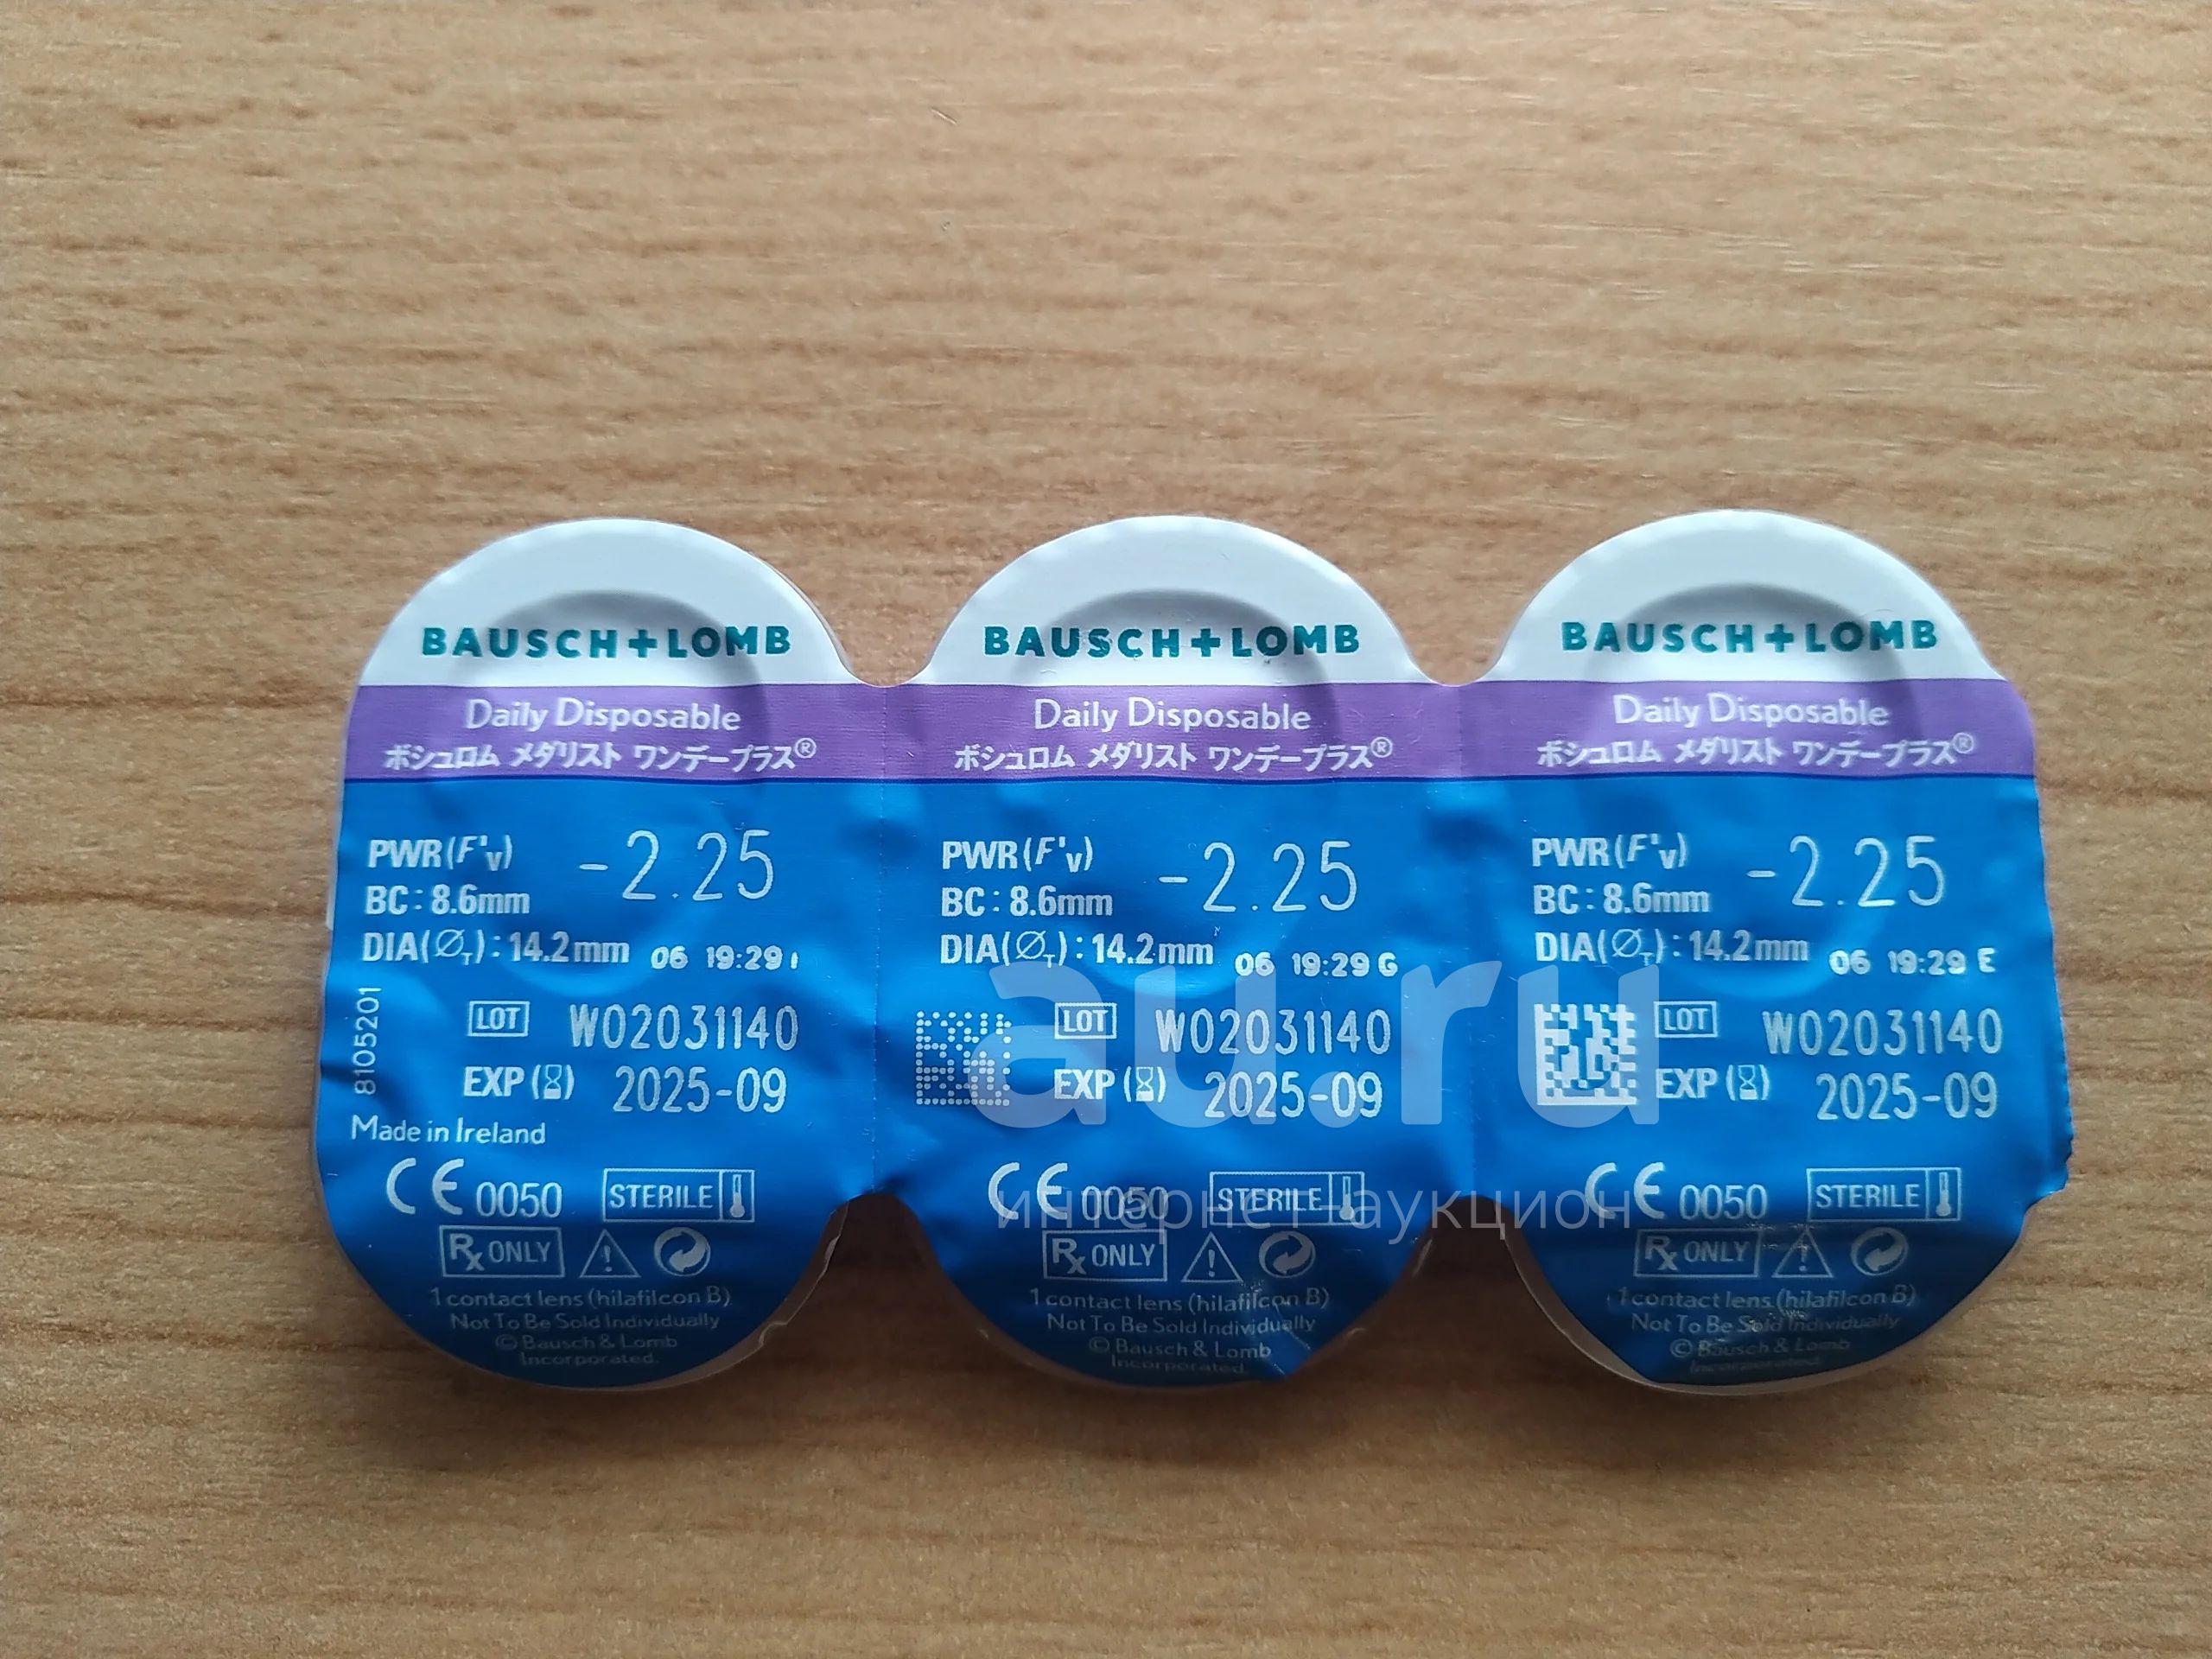 BAUSCH+LOMB
Daily Disposable
ボシュロム メダリスト ワンデープラス®
PWR(F'v) -2.25
BC: 8.6mm
DIA(∅T): 14.2mm 06 19:29 I
8105201
LOT W02031140
EXP 2025-09
Made in Ireland
CE 0050 STERILE
Rx ONLY
1 contact lens (hilafilcon B)
Not To Be Sold Individually
© Bausch & Lomb
Incorporated.
BAUSCH+LOMB
Daily Disposable
ボシュロム メダリスト ワンデープラス®
PWR(F'v) -2.25
BC: 8.6mm
DIA(∅T): 14.2mm 06 19:29 G
LOT W02031140
EXP 2025-09
CE 0050 STERILE
Rx ONLY
1 contact lens (hilafilcon B)
Not To Be Sold Individually
© Bausch & Lomb
Incorporated.
BAUSCH+LOMB
Daily Disposable
ボシュロム メダリスト ワンデープラス®
PWR(F'v) -2.25
BC: 8.6mm
DIA(∅T): 14.2mm 06 19:29 E
LOT W02031140
EXP 2025-09
CE 0050 STERILE
Rx ONLY
1 contact lens (hilafilcon B)
Not To Be Sold Individually
© Bausch & Lomb
Incorporated.
au.ru
интернет-аукцион